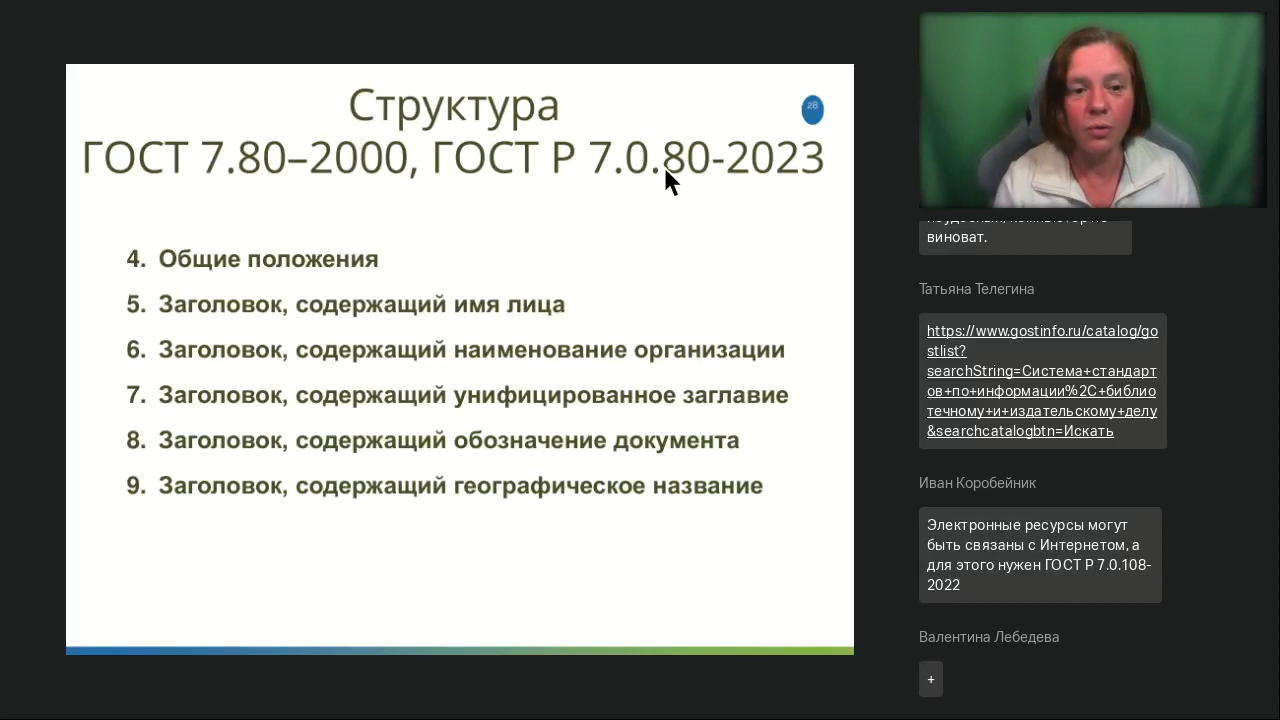 Структура
28
ГОСТ 7.80–2000, ГОСТ Р 7.0.80-2023
4. Общие положения
5. Заголовок, содержащий имя лица
6. Заголовок, содержащий наименование организации
7. Заголовок, содержащий унифицированное заглавие
8. Заголовок, содержащий обозначение документа
9. Заголовок, содержащий географическое название
виноват.
Татьяна Телегина
https://www.gostinfo.ru/catalog/go
stlist?
searchString=Система+стандарт
ов+по+информации%2C+библио
течному+и+издательскому+делу
&searchcatalogbtn=Искать
Иван Коробейник
Электронные ресурсы могут
быть связаны с Интернетом, а
для этого нужен ГОСТ Р 7.0.108-
2022
Валентина Лебедева
+